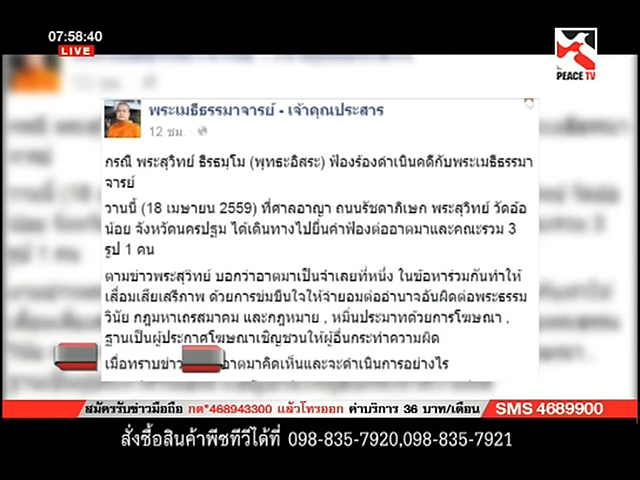 07:58:40
LIVE
PEACE TV
พระเมธีธรรมาจารย์ - เจ้าคุณประสาร
12 ชม.
กรณี พระสุวิทย์ ธีรธมฺโม (พุทธะอิสระ) ฟ้องร้องดำเนินคดีกับพระเมธีธรรมา
จารย์
วานนี้ (18 เมษายน 2559) ที่ศาลอาญา ถนนรัชดาภิเษก พระสุวิทย์ วัดอ้อ
น้อย จังหวัดนครปฐม ได้เดินทางไปยื่นคำฟ้องต่ออาตมาและคณะรวม 3
รูป 1 คน
ตามข่าวพระสุวิทย์ บอกว่าอาตมาเป็นจำเลยที่หนึ่ง ในข้อหาร่วมกันทำให้
เสื่อมเสียเสรีภาพ ด้วยการข่มขืนใจให้จำยอมต่ออำนาจอันผิดต่อพระธรรม
วินัย กฎมหาเถรสมาคม และกฎหมาย , หมิ่นประมาทด้วยการโฆษณา ,
ฐานเป็นผู้ประกาศโฆษณาเชิญชวนให้ผู้อื่นกระทำความผิด
เมื่อทราบข่าว อาตมาคิดเห็นและจะดำเนินการอย่างไร
สมัครรับข่าวมือถือ กด*468943300 แล้วโทรออก ค่าบริการ 36 บาท/เดือน SMS 4689900
สั่งซื้อสินค้าพีชทีวีได้ที่ 098-835-7920,098-835-7921